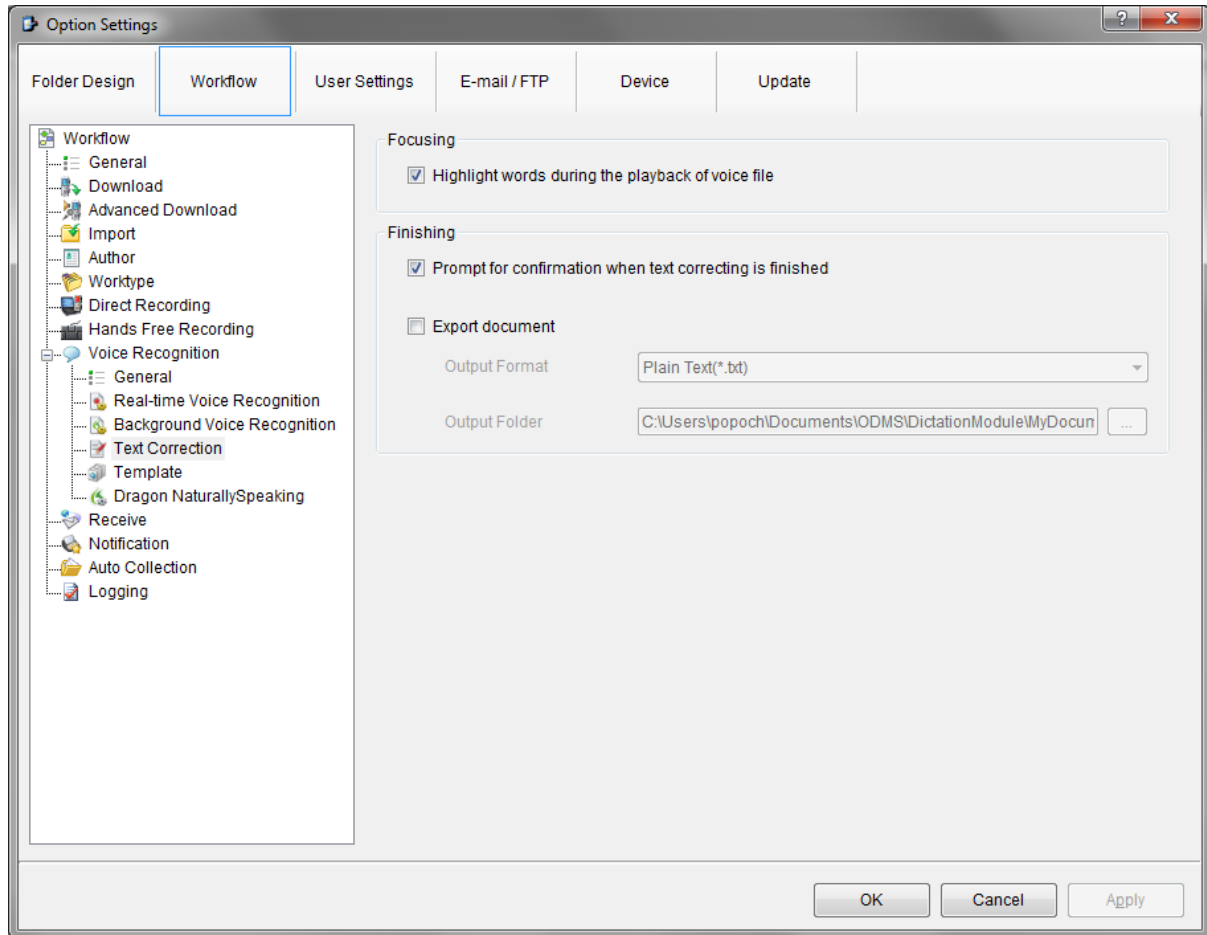 Option Settings
?
X
Folder Design
Workflow
User Settings
E-mail / FTP
Device
Update
Workflow
General
Download
Advanced Download
Import
Author
Worktype
Direct Recording
Hands Free Recording
Voice Recognition
General
Real-time Voice Recognition
Background Voice Recognition
Text Correction
Template
Dragon NaturallySpeaking
Receive
Notification
Auto Collection
Logging
Focusing
Highlight words during the playback of voice file
Finishing
Prompt for confirmation when text correcting is finished
Export document
Output Format
Plain Text(*.txt)
Output Folder
C:\Users\popoch\Documents\ODMS\DictationModule\MyDocum
...
OK
Cancel
Apply